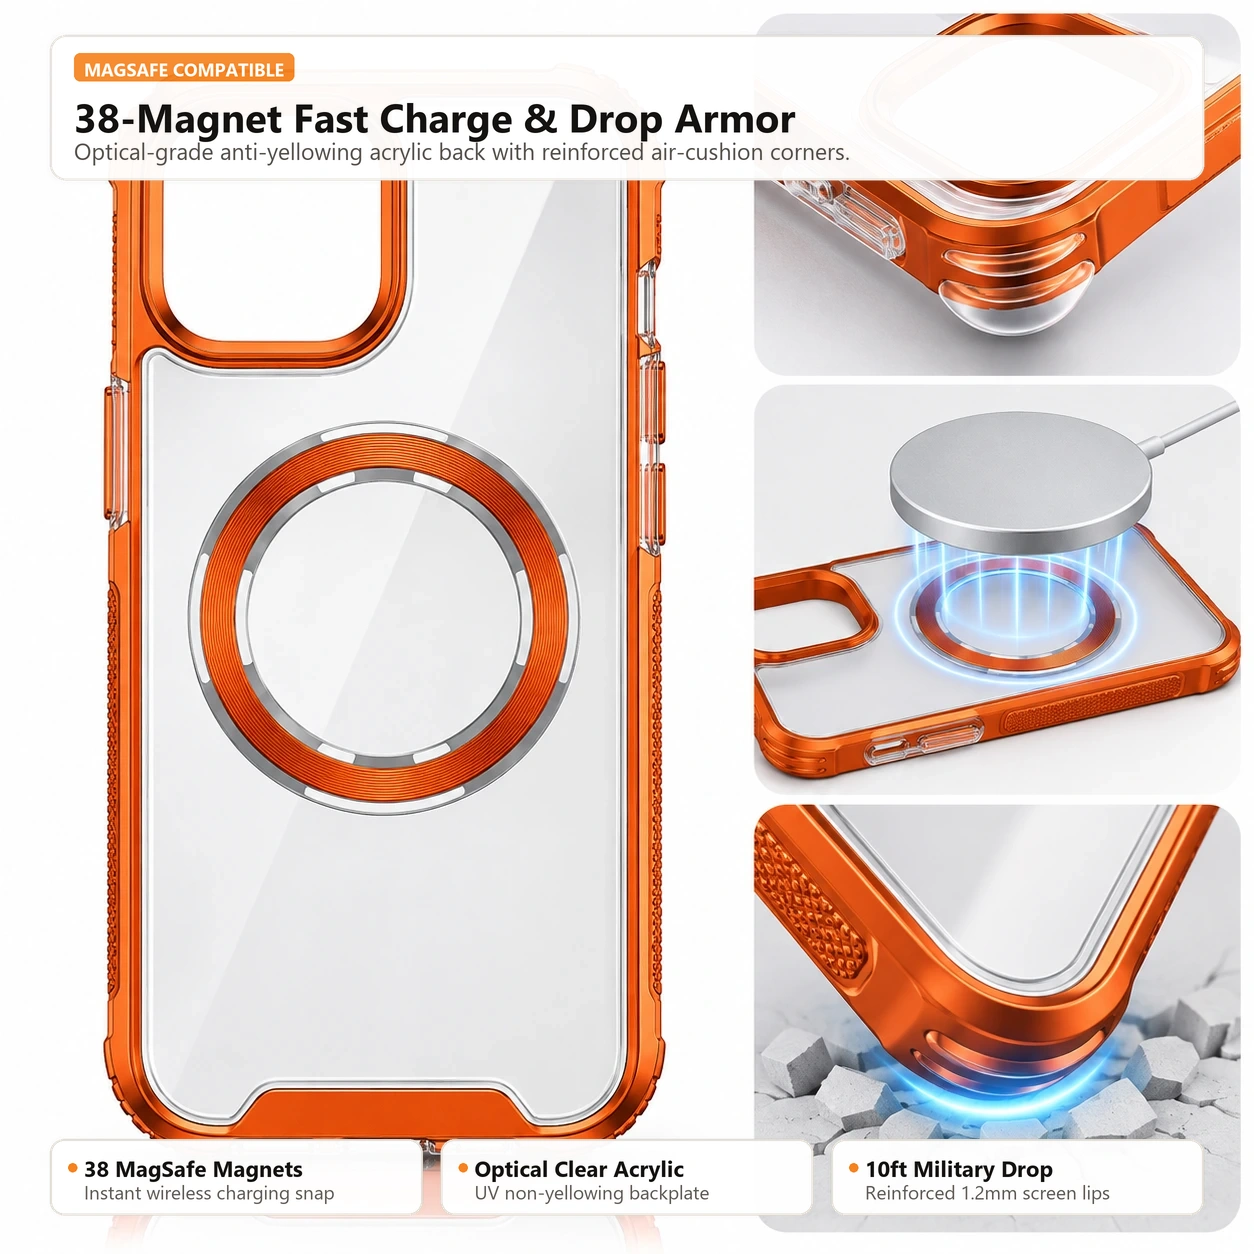 MAGSAFE COMPATIBLE
38-Magnet Fast Charge & Drop Armor
Optical-grade anti-yellowing acrylic back with reinforced air-cushion corners.
38 MagSafe Magnets
Instant wireless charging snap
Optical Clear Acrylic
UV non-yellowing backplate
10ft Military Drop
Reinforced 1.2mm screen lips